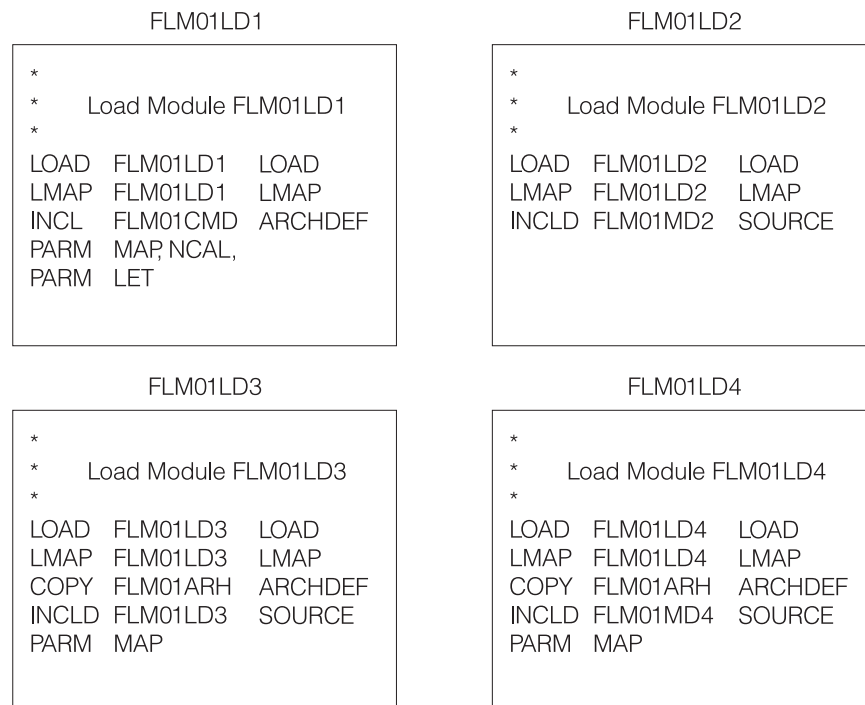 FLM01LD1
*
* Load Module FLM01LD1
*
LOAD FLM01LD1 LOAD
LMAP FLM01LD1 LMAP
INCL FLM01CMD ARCHDEF
PARM MAP, NCAL,
PARM LET
FLM01LD2
*
* Load Module FLM01LD2
*
LOAD FLM01LD2 LOAD
LMAP FLM01LD2 LMAP
INCLD FLM01MD2 SOURCE
FLM01LD3
*
* Load Module FLM01LD3
*
LOAD FLM01LD3 LOAD
LMAP FLM01LD3 LMAP
COPY FLM01ARH ARCHDEF
INCLD FLM01LD3 SOURCE
PARM MAP
FLM01LD4
*
* Load Module FLM01LD4
*
LOAD FLM01LD4 LOAD
LMAP FLM01LD4 LMAP
COPY FLM01ARH ARCHDEF
INCLD FLM01MD4 SOURCE
PARM MAP